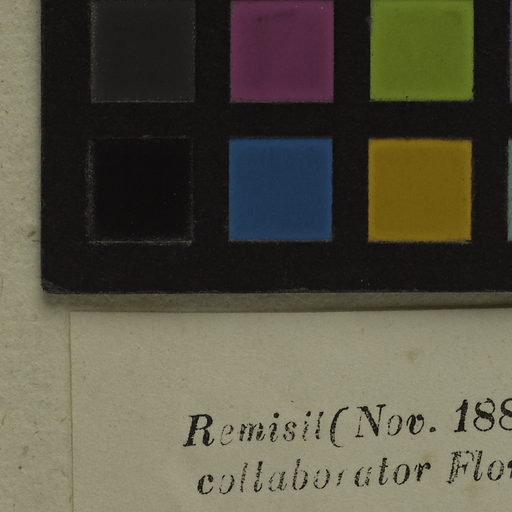 Remisit (Nov. 188
collaborator Flo